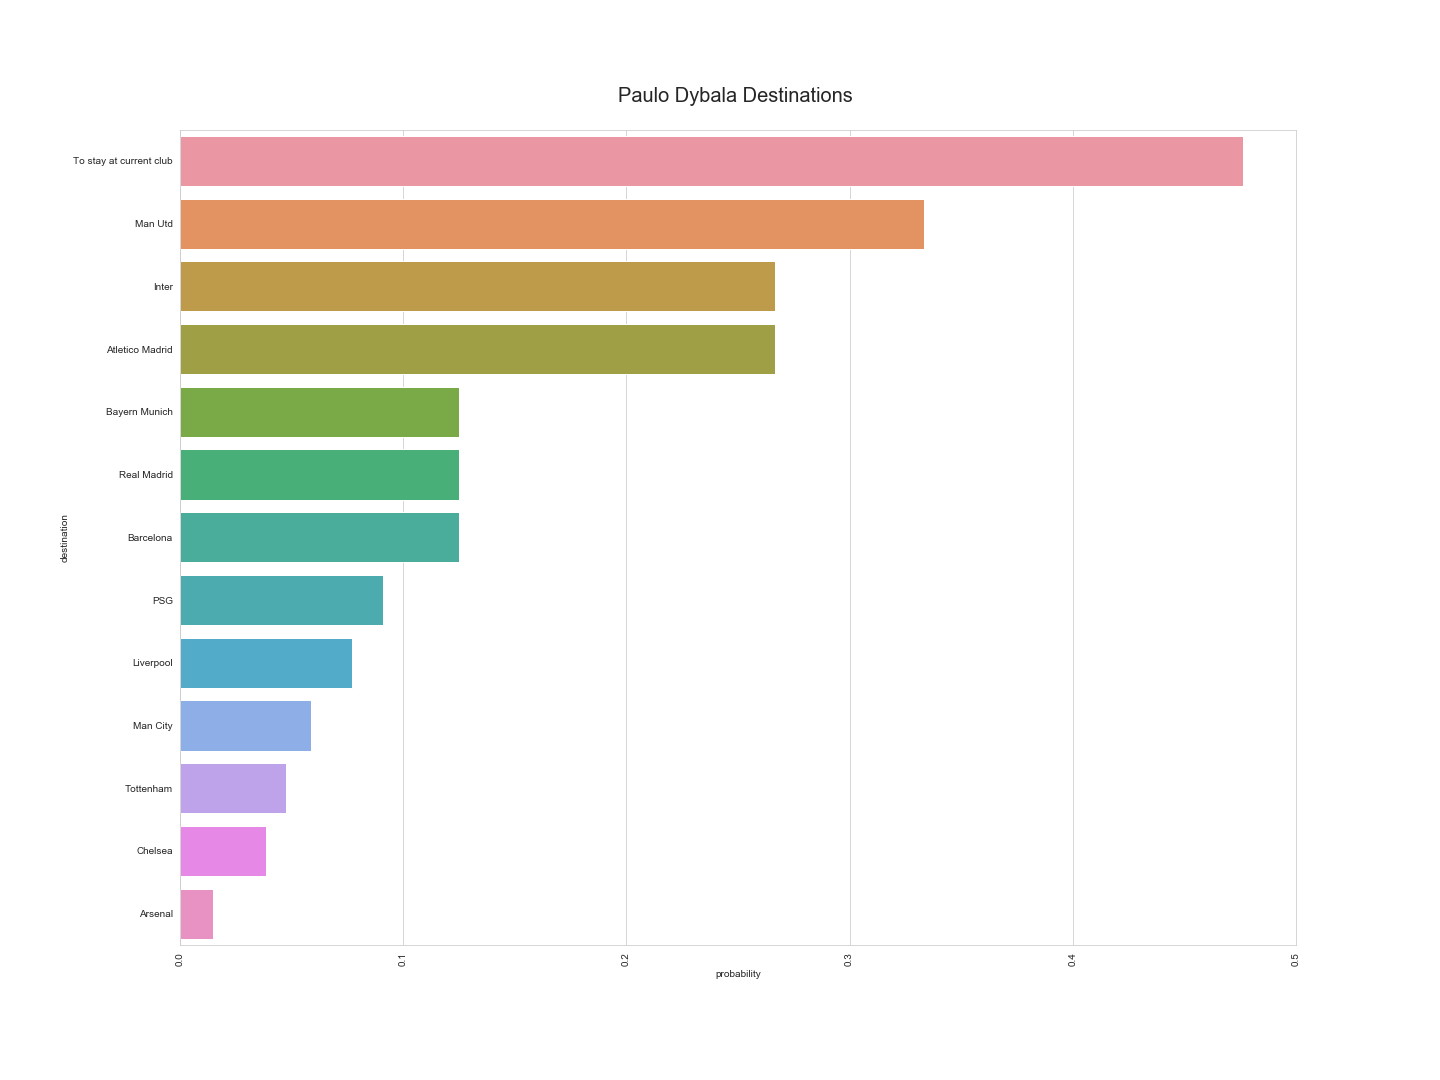 Paulo Dybala Destinations
To stay at current club
Man Utd
Inter
Atletico Madrid
Bayern Munich
Real Madrid
Barcelona
PSG
Liverpool
Man City
Tottenham
Chelsea
Arsenal
destination
0.0
0.1
0.2
0.3
0.4
0.5
probability